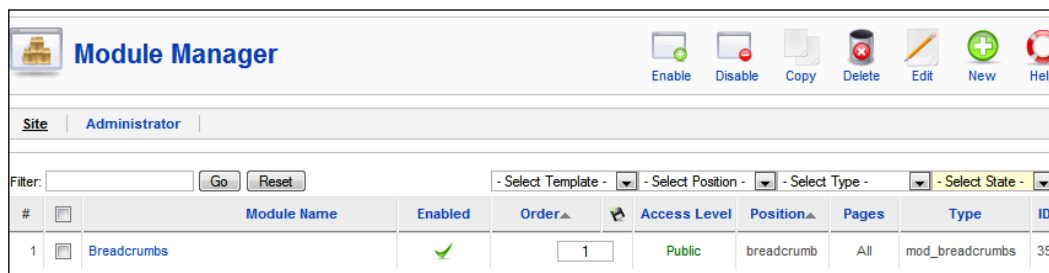 Module Manager
Enable Disable Copy Delete Edit New Hel
Site Administrator
Filter: Go Reset - Select Template - - Select Position - - Select Type - - Select State -
# Module Name Enabled Order Access Level Position Pages Type ID
1 Breadcrumbs 1 Public breadcrumb All mod_breadcrumbs 35